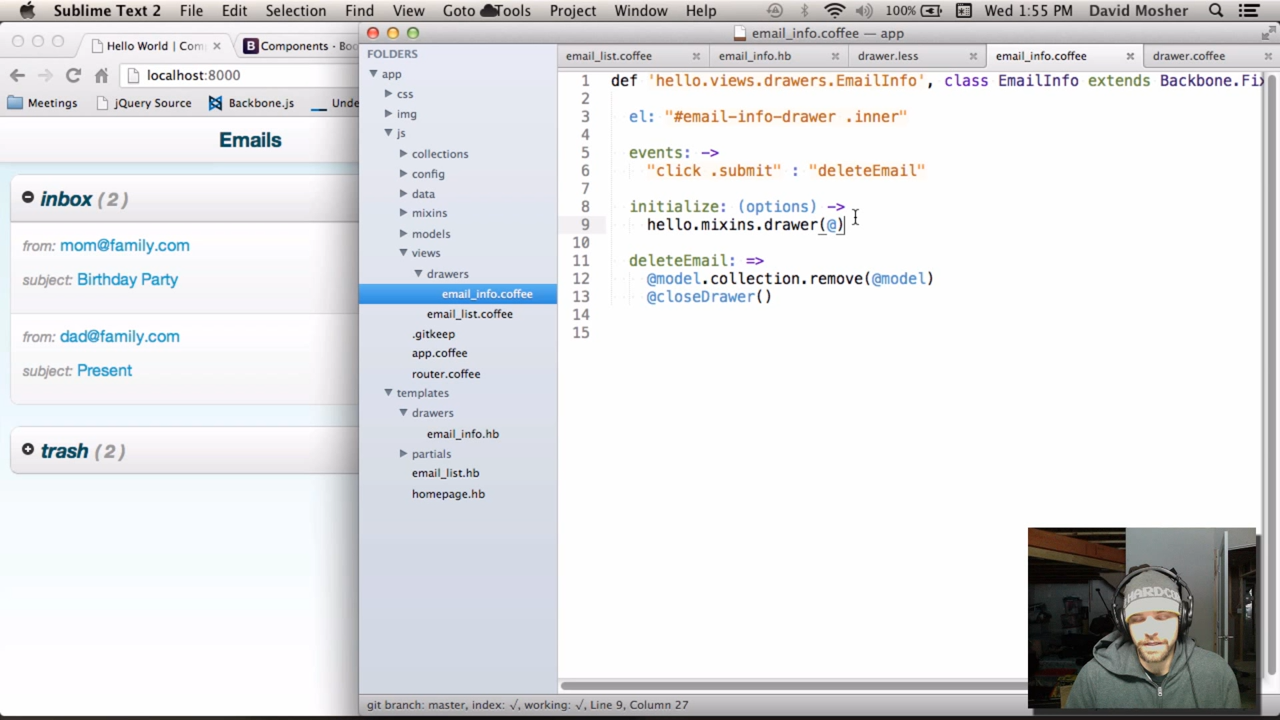 Sublime Text 2 File Edit Selection Find View Goto Tools Project Window Help 100% Wed 1:55 PM David Mosher
email_info.coffee — app
Hello World | Com
Components - Boo
localhost:8000
Meetings jQuery Source Backbone.js Unde
Emails
inbox (2)
from: mom@family.com
subject: Birthday Party
from: dad@family.com
subject: Present
trash (2)
FOLDERS
app
css
img
js
collections
config
data
mixins
models
views
drawers
email_info.coffee
email_list.coffee
.gitkeep
app.coffee
router.coffee
templates
drawers
email_info.hb
partials
email_list.hb
homepage.hb
email_list.coffee email_info.hb drawer.less email_info.coffee drawer.coffee
1 def 'hello.views.drawers.EmailInfo', class EmailInfo extends Backbone.Fix
2
3 el: "#email-info-drawer .inner"
4
5 events: ->
6 "click .submit" : "deleteEmail"
7
8 initialize: (options) ->
9 hello.mixins.drawer(@)
10
11 deleteEmail: =>
12 @model.collection.remove(@model)
13 @closeDrawer()
14
15
HARDCO
git branch: master, index: √, working: √, Line 9, Column 27